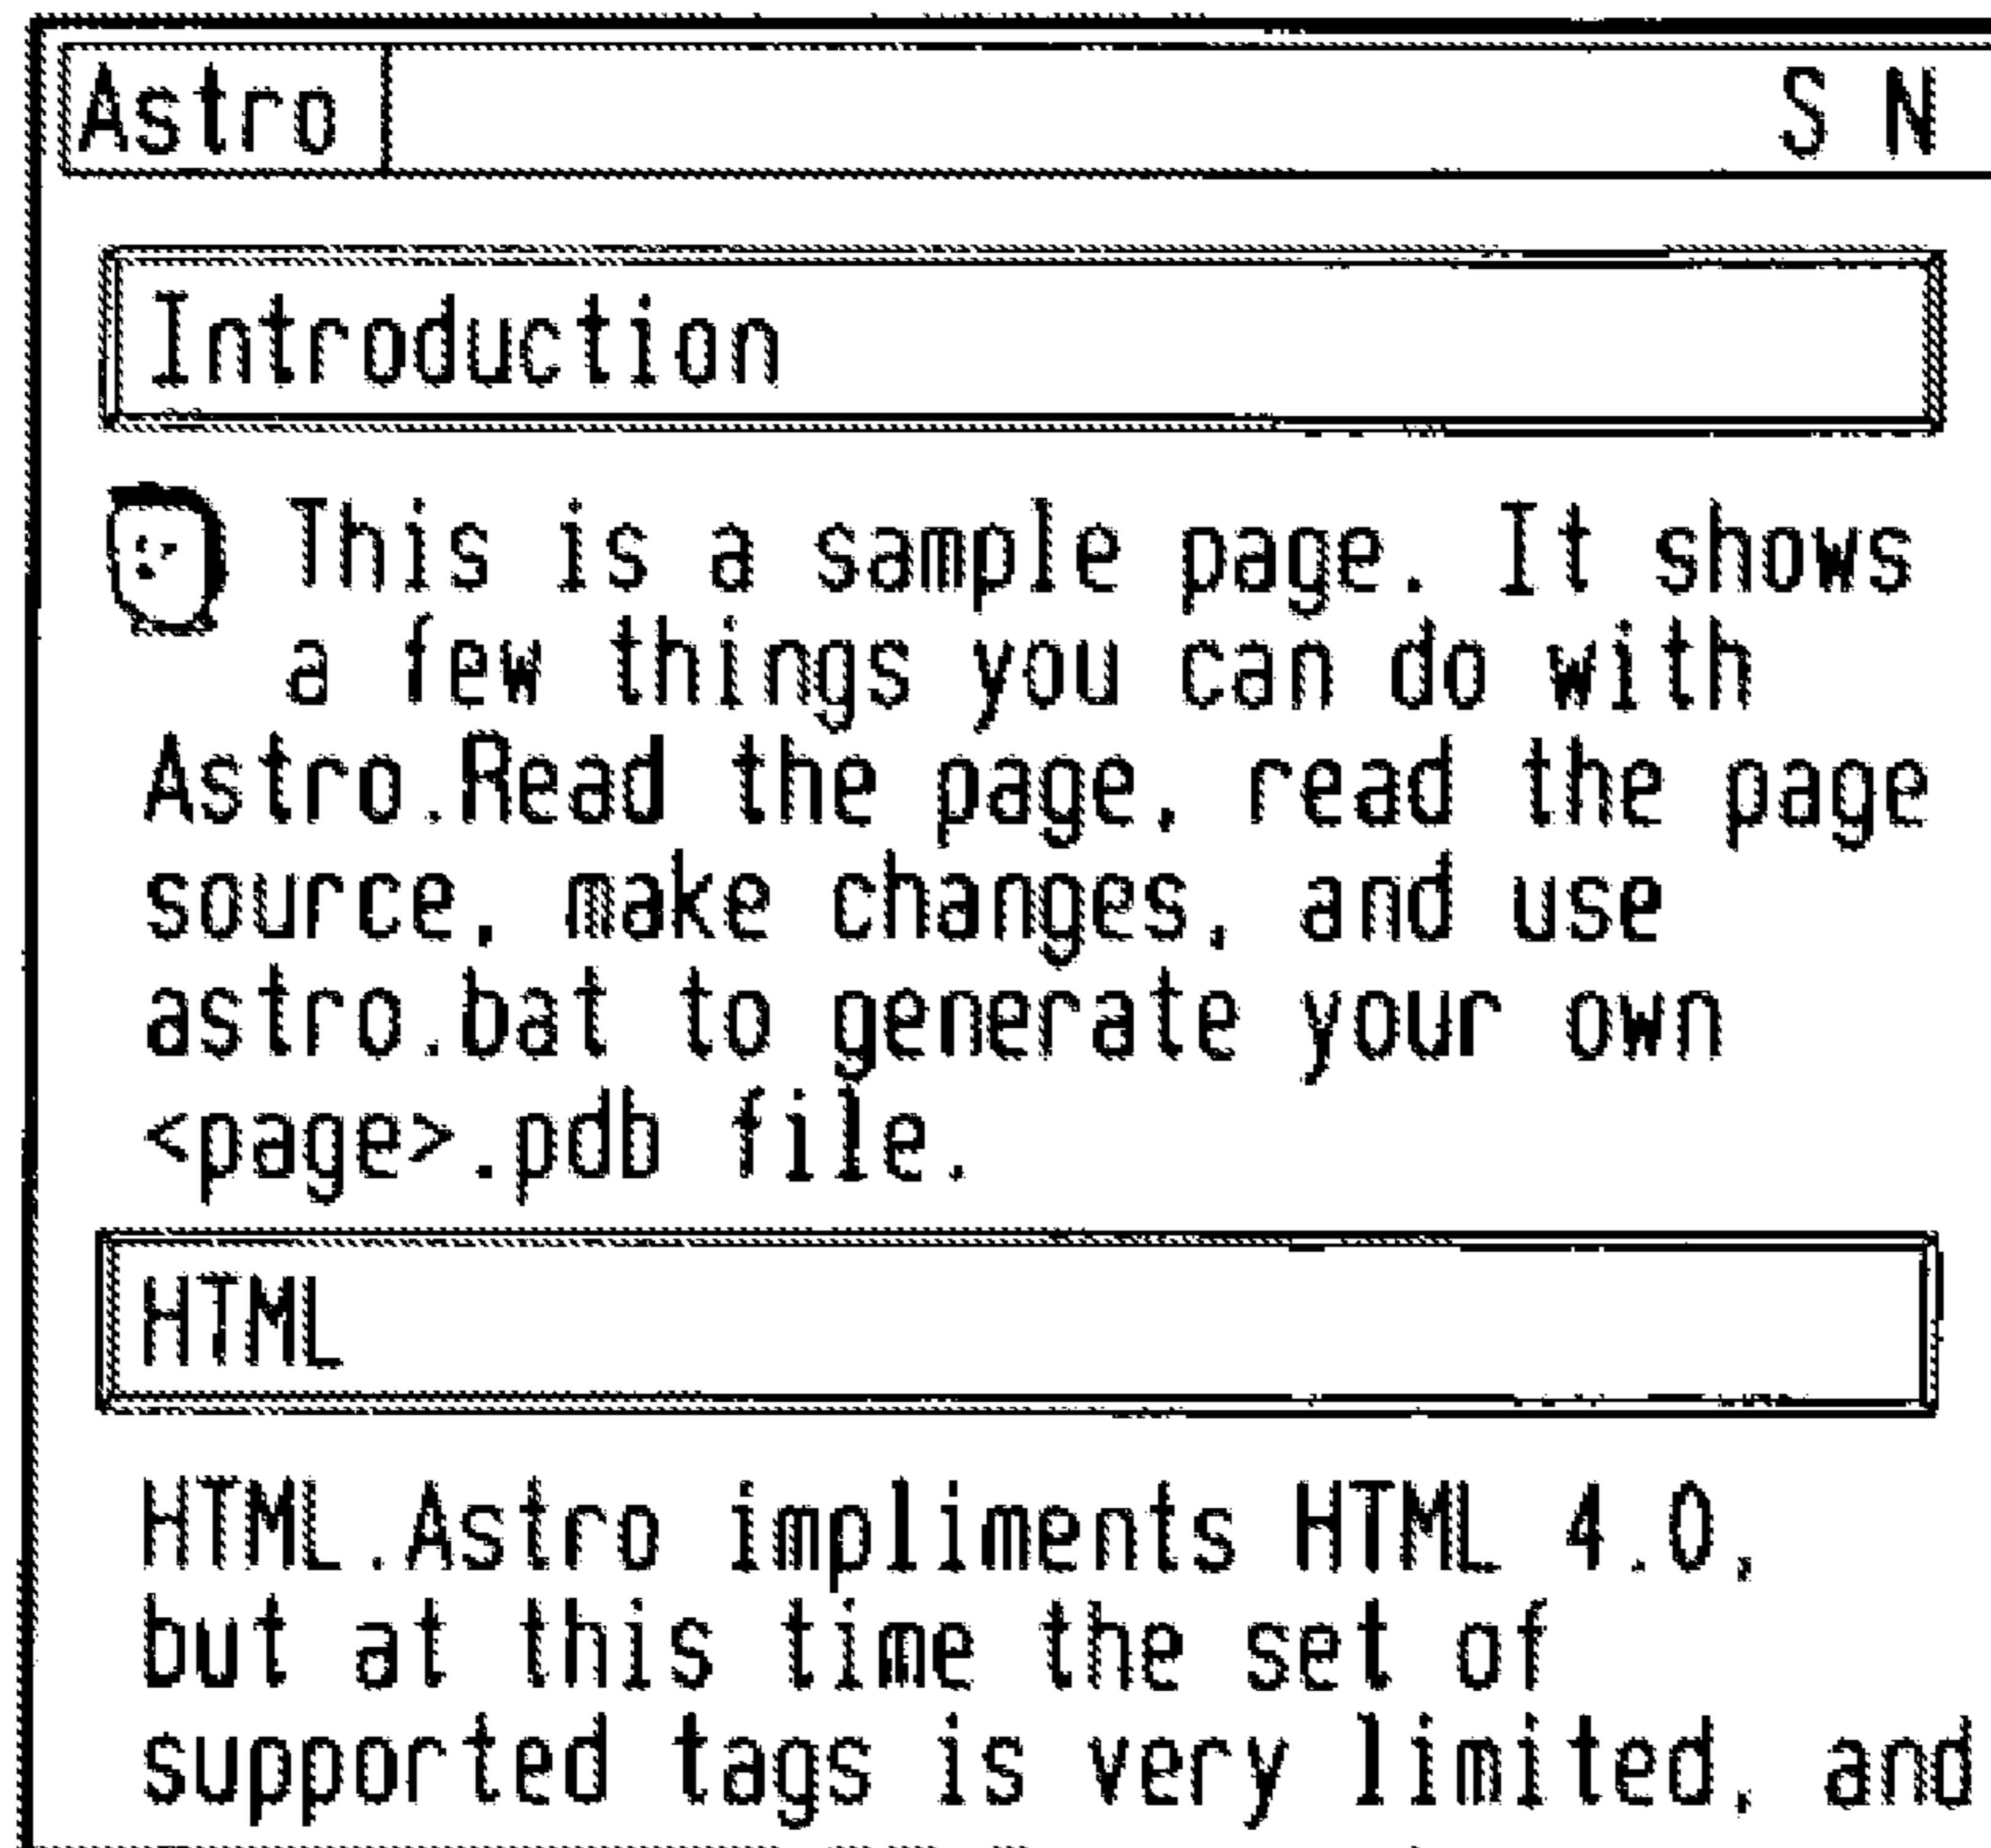 Astro S N
Introduction
This is a sample page. It shows
a few things you can do with
Astro.Read the page, read the page
source, make changes, and use
astro.bat to generate your own
<page>.pdb file.
HTML
HTML.Astro impliments HTML 4.0,
but at this time the set of
supported tags is very limited, and